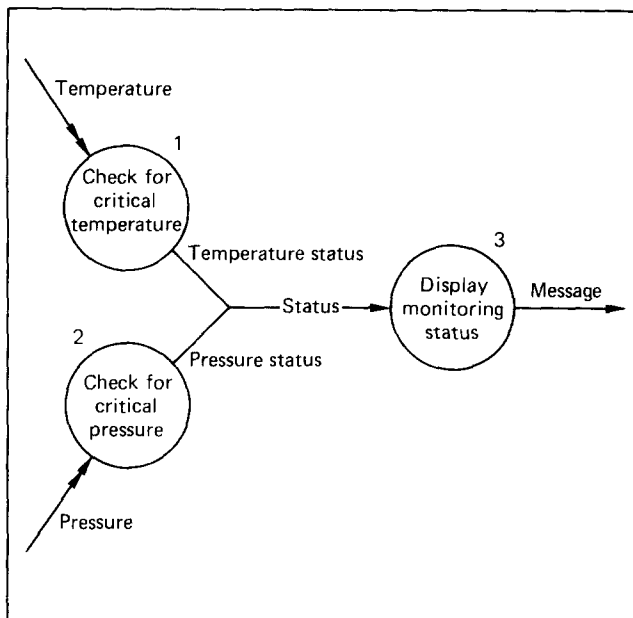 Temperature
1
Check for
critical
temperature
Temperature status
3
Display
monitoring
status
Message
Status
2
Pressure status
Check for
critical
pressure
Pressure